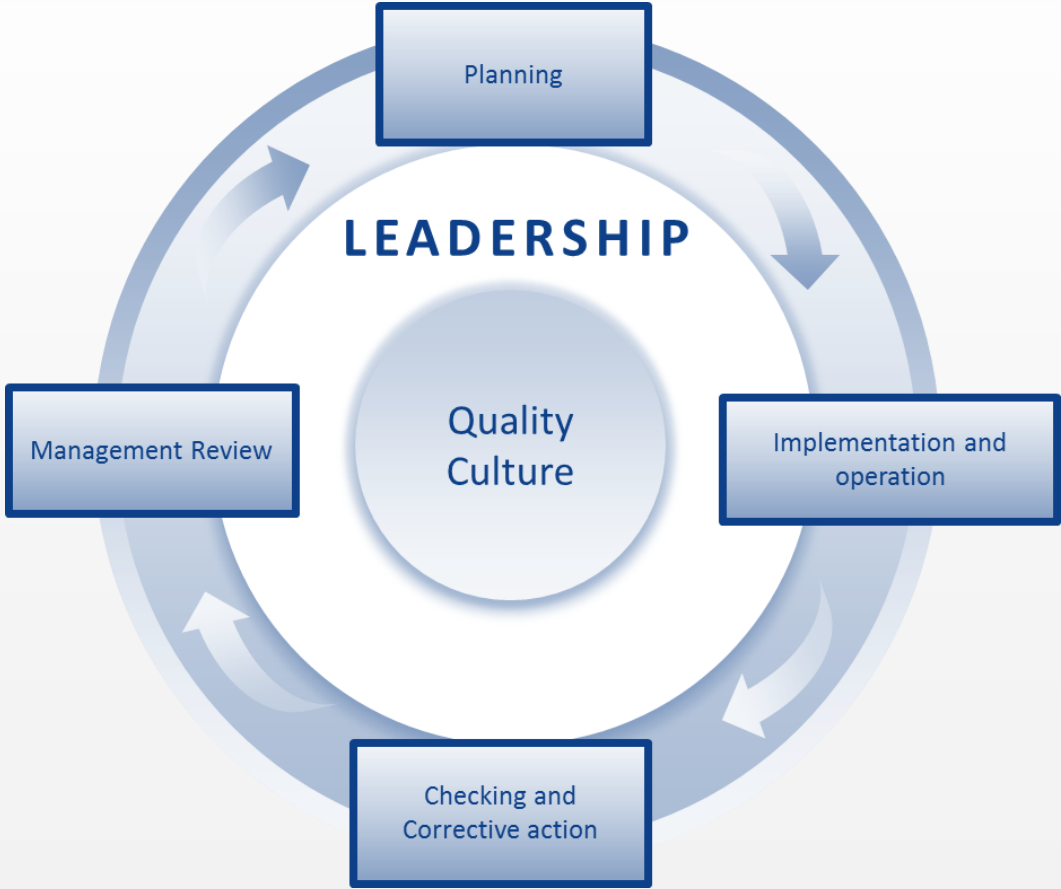 Planning
LEADERSHIP
Quality
Culture
Management Review
Implementation and
operation
Checking and
Corrective action